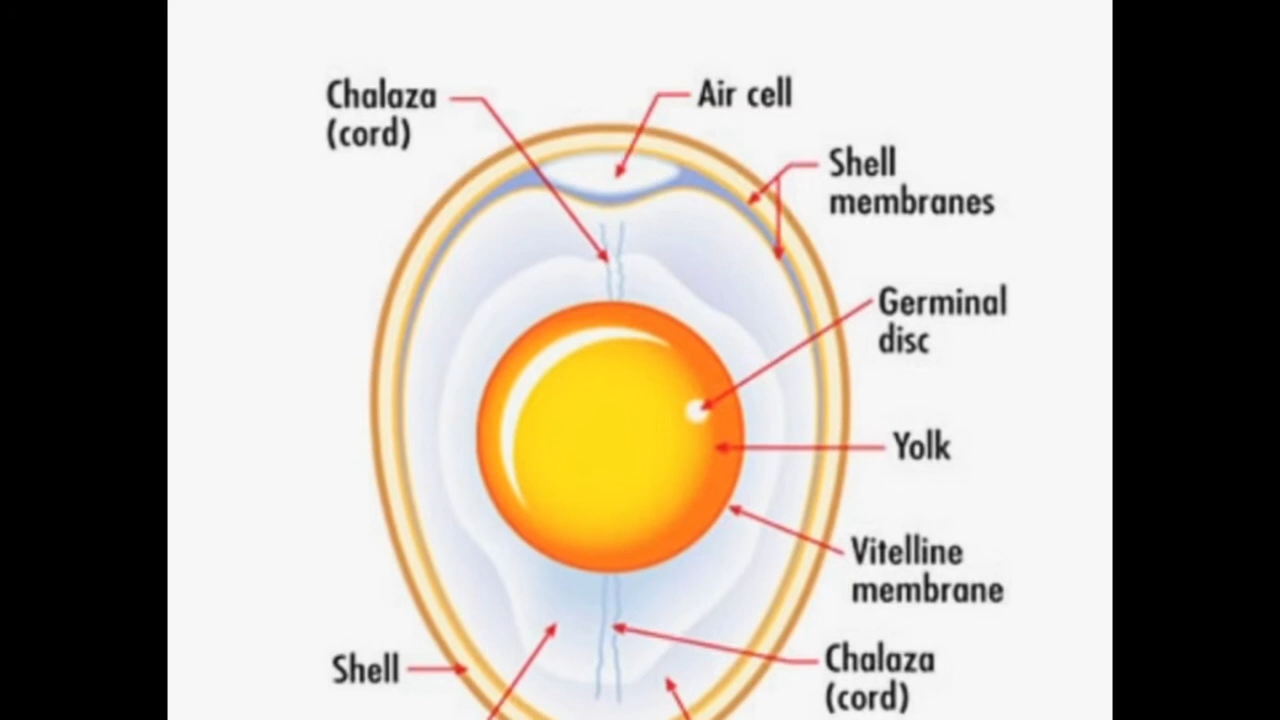 Chalaza
(cord)
Air cell
Shell
membranes
Germinal
disc
Yolk
Vitelline
membrane
Shell
Chalaza
(cord)